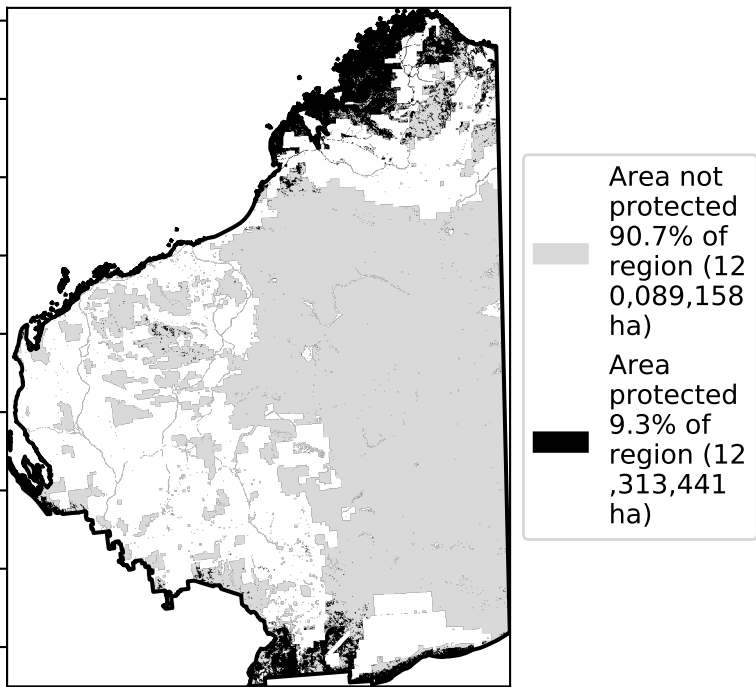 Area not
protected
90.7% of
region (12
0,089,158
ha)
Area
protected
9.3% of
region (12
,313,441
ha)